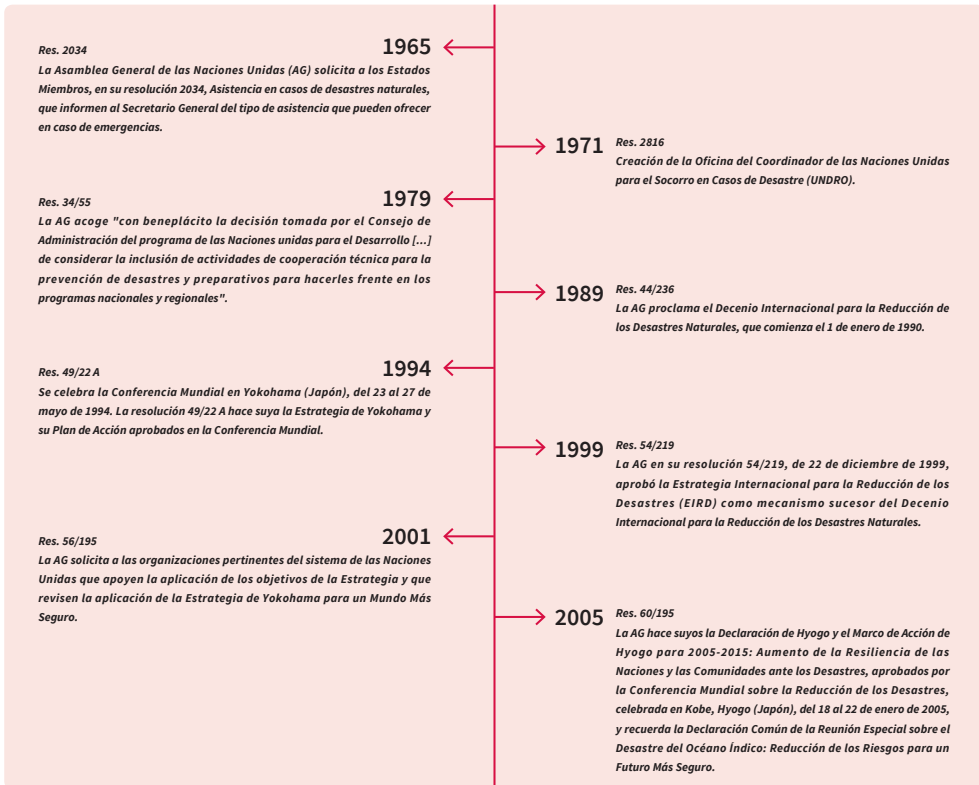 Res. 2034
1965
La Asamblea General de las Naciones Unidas (AG) solicita a los Estados
Miembros, en su resolución 2034, Asistencia en casos de desastres naturales,
que informen al Secretario General del tipo de asistencia que pueden ofrecer
en caso de emergencias.
1971
Res. 2816
Creación de la Oficina del Coordinador de las Naciones Unidas
para el Socorro en Casos de Desastre (UNDRO).
Res. 34/55
1979
La AG acoge "con beneplácito la decisión tomada por el Consejo de
Administración del programa de las Naciones unidas para el Desarrollo [...]
de considerar la inclusión de actividades de cooperación técnica para la
prevención de desastres y preparativos para hacerles frente en los
programas nacionales y regionales".
1989
Res. 44/236
La AG proclama el Decenio Internacional para la Reducción de
los Desastres Naturales, que comienza el 1 de enero de 1990.
Res. 49/22 A
1994
Se celebra la Conferencia Mundial en Yokohama (Japón), del 23 al 27 de
mayo de 1994. La resolución 49/22 A hace suya la Estrategia de Yokohama y
su Plan de Acción aprobados en la Conferencia Mundial.
1999
Res. 54/219
La AG en su resolución 54/219, de 22 de diciembre de 1999,
aprobó la Estrategia Internacional para la Reducción de los
Desastres (EIRD) como mecanismo sucesor del Decenio
Internacional para la Reducción de los Desastres Naturales.
Res. 56/195
2001
La AG solicita a las organizaciones pertinentes del sistema de las Naciones
Unidas que apoyen la aplicación de los objetivos de la Estrategia y que
revisen la aplicación de la Estrategia de Yokohama para un Mundo Más
Seguro.
2005
Res. 60/195
La AG hace suyos la Declaración de Hyogo y el Marco de Acción de
Hyogo para 2005-2015: Aumento de la Resiliencia de las
Naciones y las Comunidades ante los Desastres, aprobados por
la Conferencia Mundial sobre la Reducción de los Desastres,
celebrada en Kobe, Hyogo (Japón), del 18 al 22 de enero de 2005,
y recuerda la Declaración Común de la Reunión Especial sobre el
Desastre del Océano Índico: Reducción de los Riesgos para un
Futuro Más Seguro.